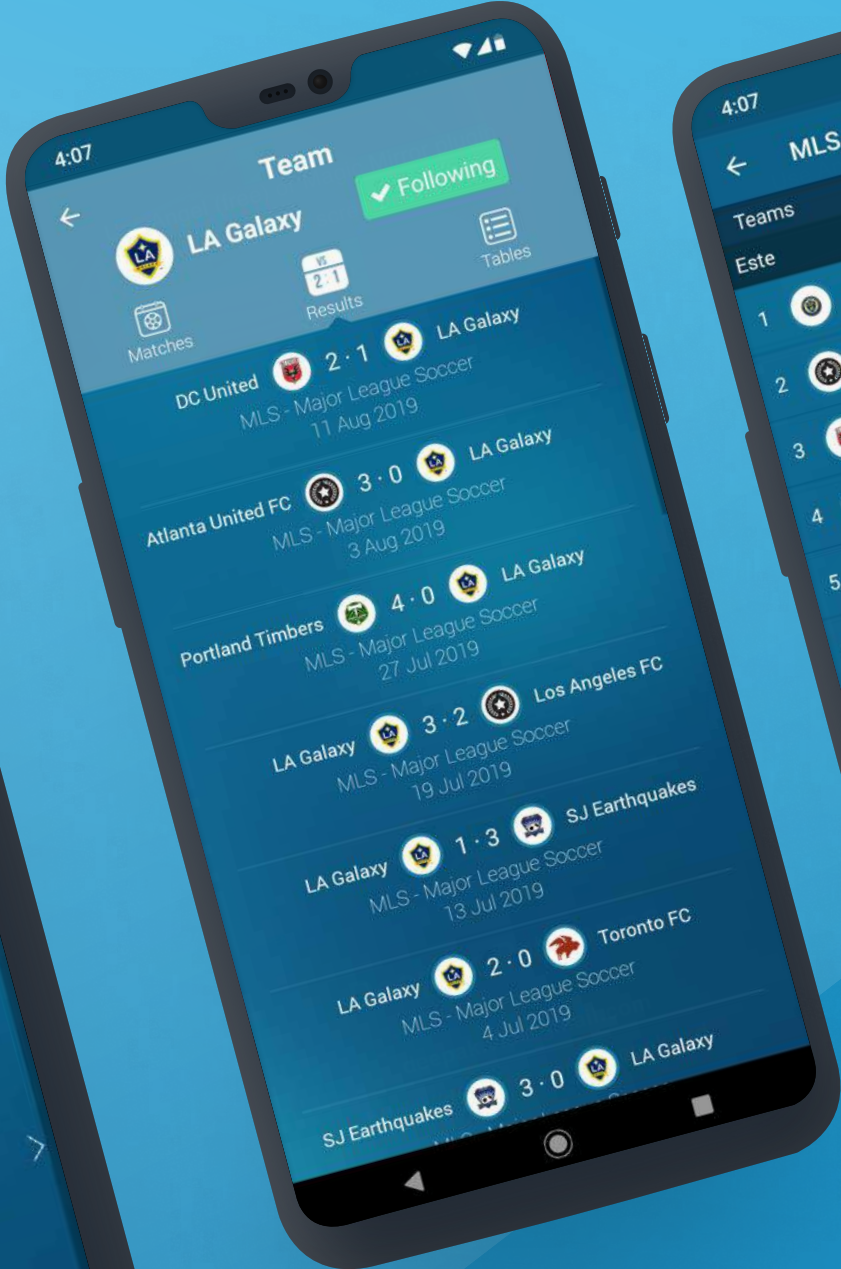 4:07
Team
LA Galaxy
✓ Following
Matches
VS
2:1
Results
Tables
DC United 2 · 1 LA Galaxy
MLS - Major League Soccer
11 Aug 2019
Atlanta United FC 3 · 0 LA Galaxy
MLS - Major League Soccer
3 Aug 2019
Portland Timbers 4 · 0 LA Galaxy
MLS - Major League Soccer
27 Jul 2019
LA Galaxy 3 · 2 Los Angeles FC
MLS - Major League Soccer
19 Jul 2019
LA Galaxy 1 · 3 SJ Earthquakes
MLS - Major League Soccer
13 Jul 2019
LA Galaxy 2 · 0 Toronto FC
MLS - Major League Soccer
4 Jul 2019
SJ Earthquakes 3 · 0 LA Galaxy
4:07
MLS
Teams
Este
1
2
3
4
5